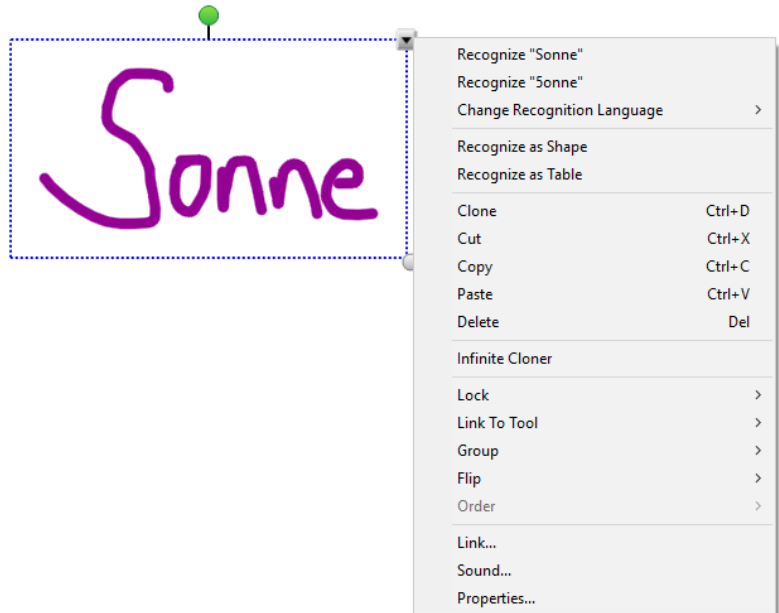 Sonne
Recognize "Sonne"
Recognize "5onne"
Change Recognition Language
Recognize as Shape
Recognize as Table
Clone Ctrl+D
Cut Ctrl+X
Copy Ctrl+C
Paste Ctrl+V
Delete Del
Infinite Cloner
Lock
Link To Tool
Group
Flip
Order
Link...
Sound...
Properties...